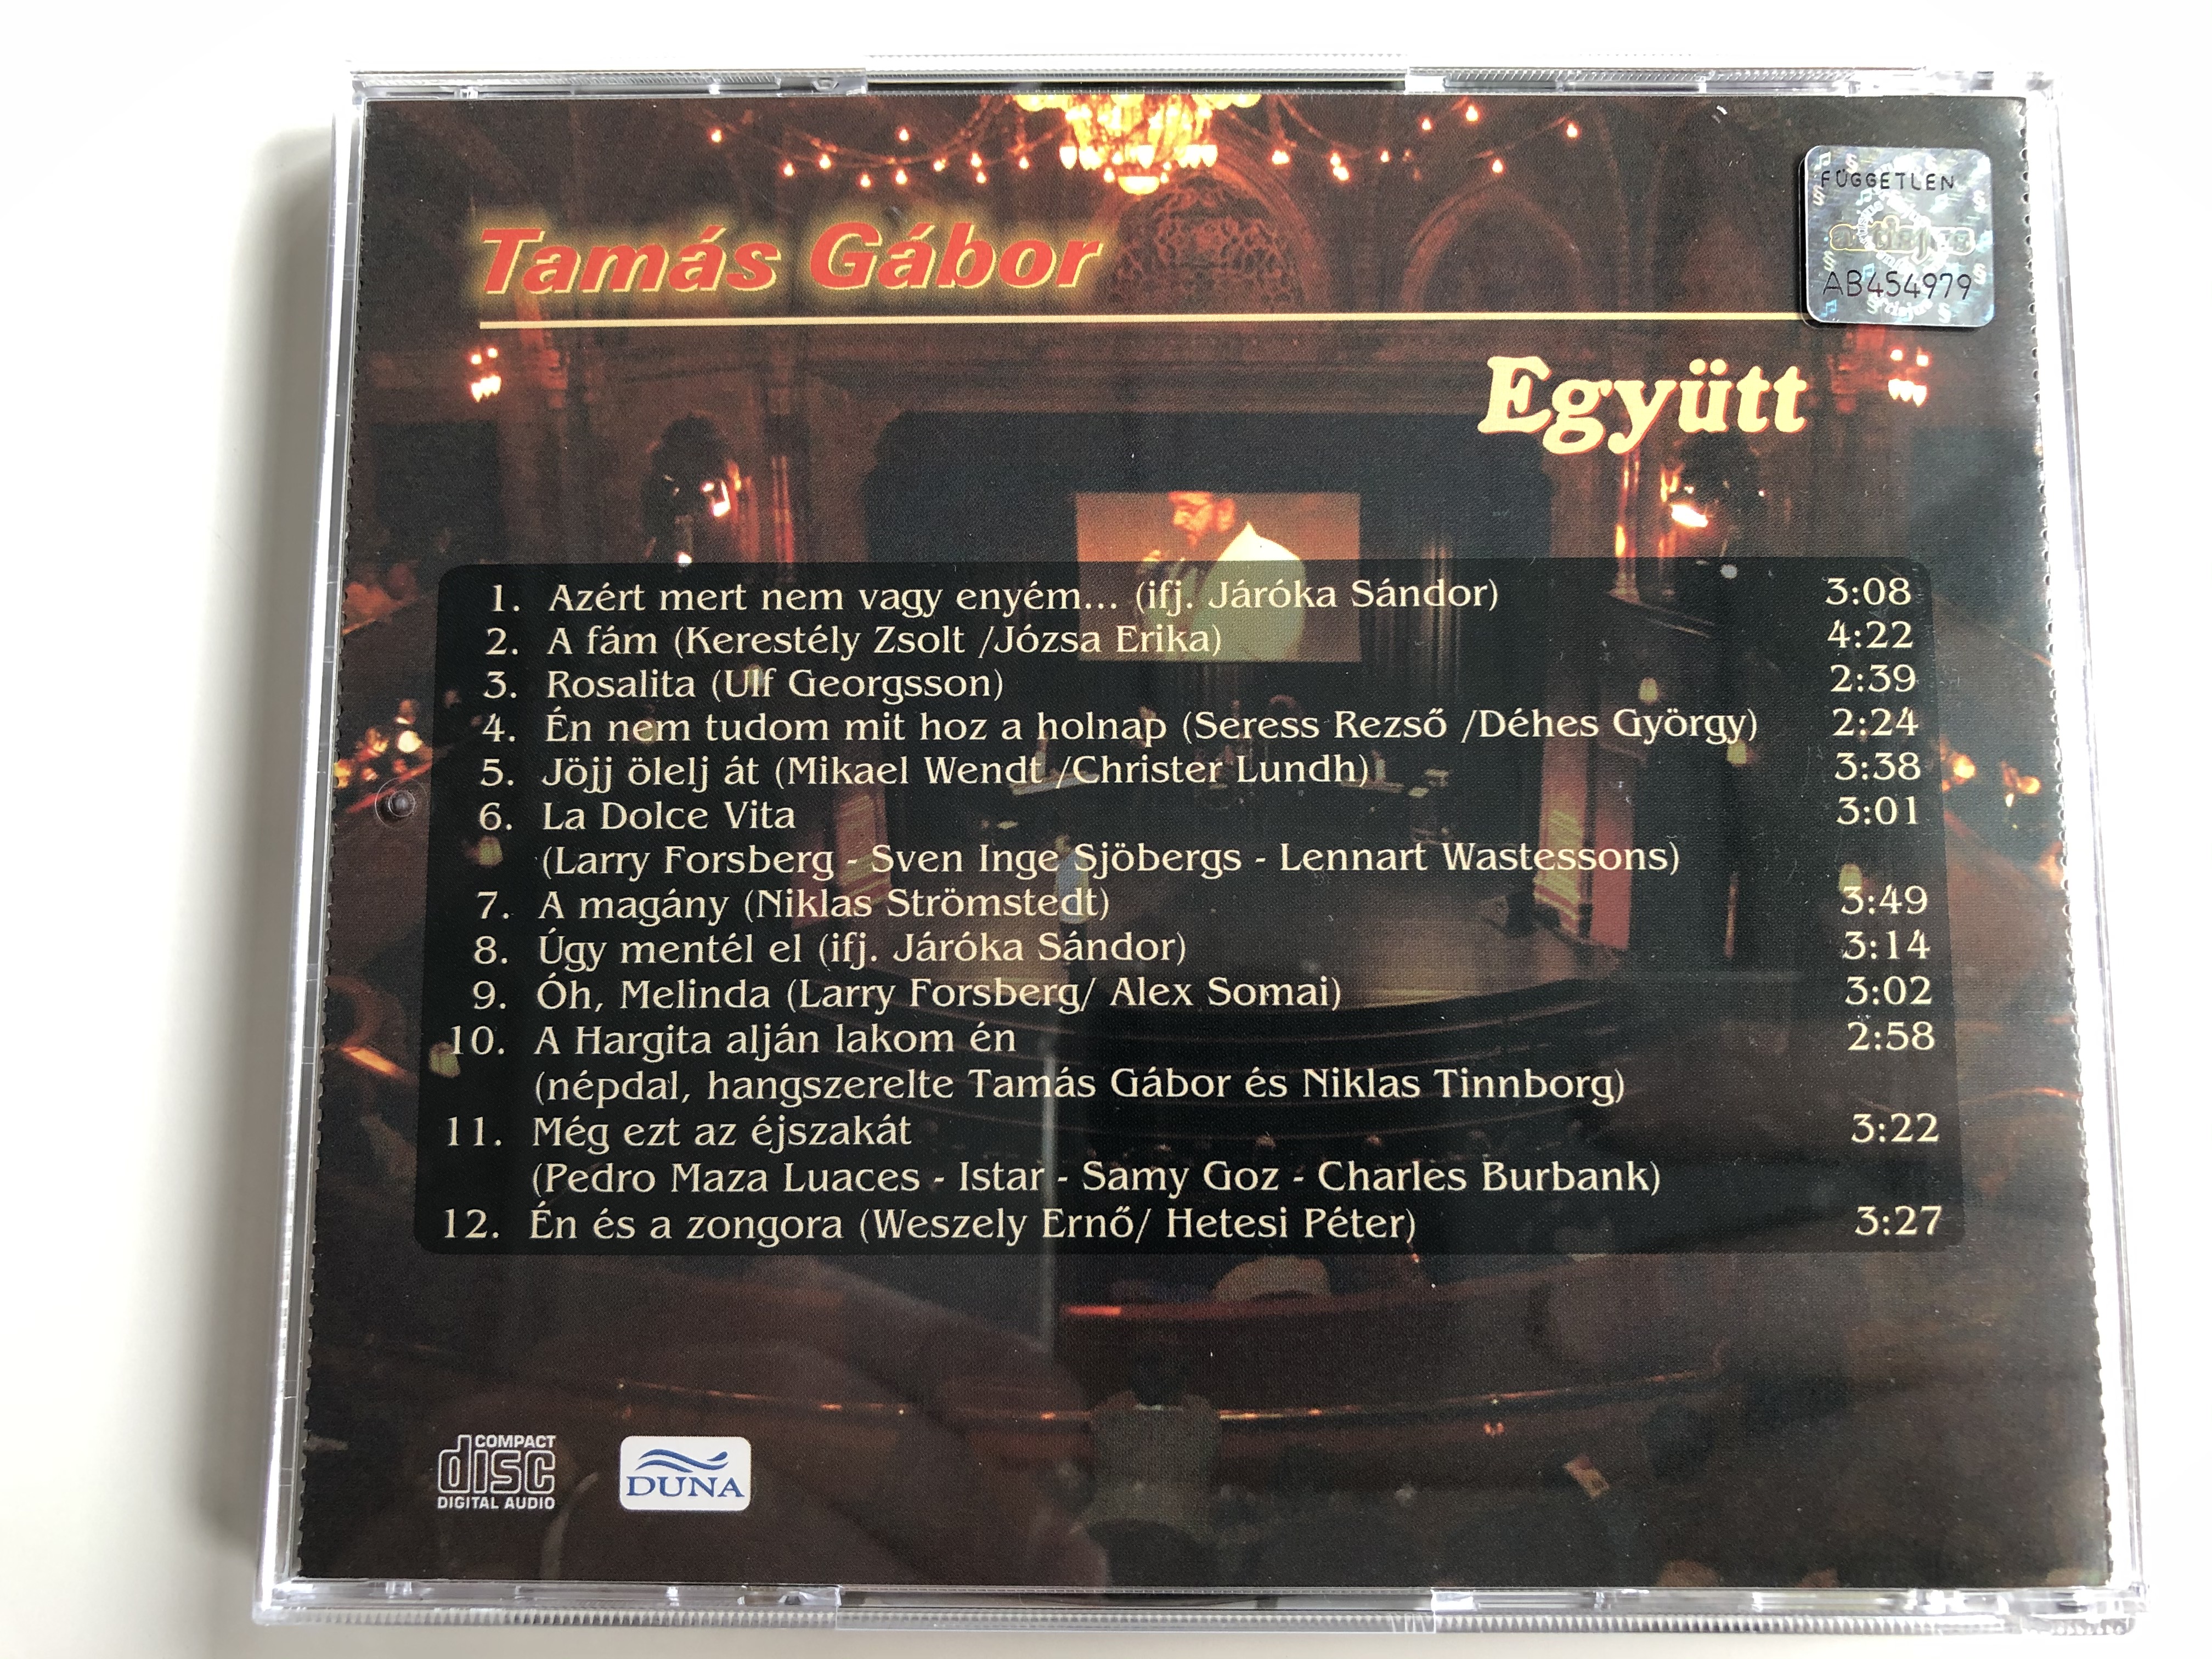 Tamás Gábor
FÜGGETLEN
artisjus
AB454979
Együtt
1. Azért mert nem vagy enyém... (ifj. Járóka Sándor) 3:08
2. A fám (Kerestély Zsolt /Józsa Erika) 4:22
3. Rosalita (Ulf Georgsson) 2:39
4. Én nem tudom mit hoz a holnap (Seress Rezső /Déhes György) 2:24
5. Jöjj ölelj át (Mikael Wendt /Christer Lundh) 3:38
6. La Dolce Vita 3:01
(Larry Forsberg - Sven Inge Sjöbergs - Lennart Wastessons)
7. A magány (Niklas Strömstedt) 3:49
8. Úgy mentél el (ifj. Járóka Sándor) 3:14
9. Óh, Melinda (Larry Forsberg/ Alex Somai) 3:02
10. A Hargita alján lakom én 2:58
(népdal, hangszerelte Tamás Gábor és Niklas Tinnborg)
11. Még ezt az éjszakát 3:22
(Pedro Maza Luaces - Istar - Samy Goz - Charles Burbank)
12. Én és a zongora (Weszely Ernő/ Hetesi Péter) 3:27
COMPACT
disc
DIGITAL AUDIO
DUNA